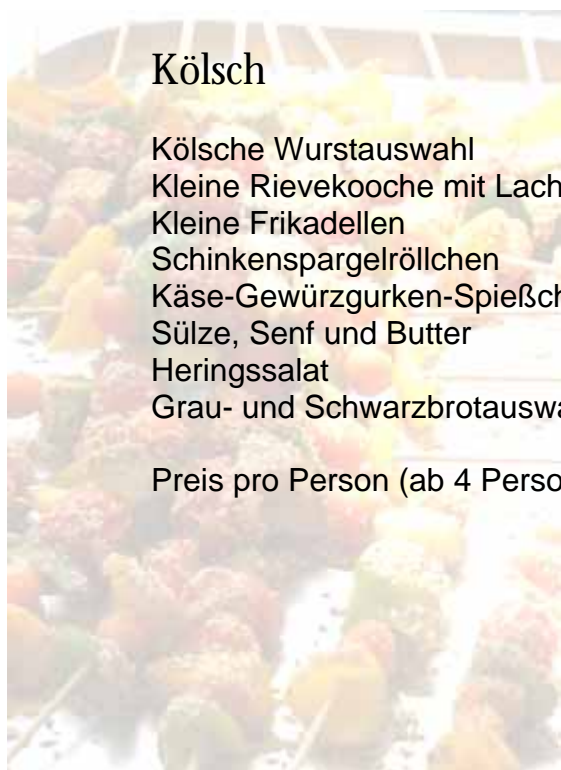 Kölsch
Kölsche Wurstauswahl
Kleine Rievekooche mit Lach
Kleine Frikadellen
Schinkenspargelröllchen
Käse-Gewürzgurken-Spießch
Sülze, Senf und Butter
Heringssalat
Grau- und Schwarzbrotauswa
Preis pro Person (ab 4 Perso